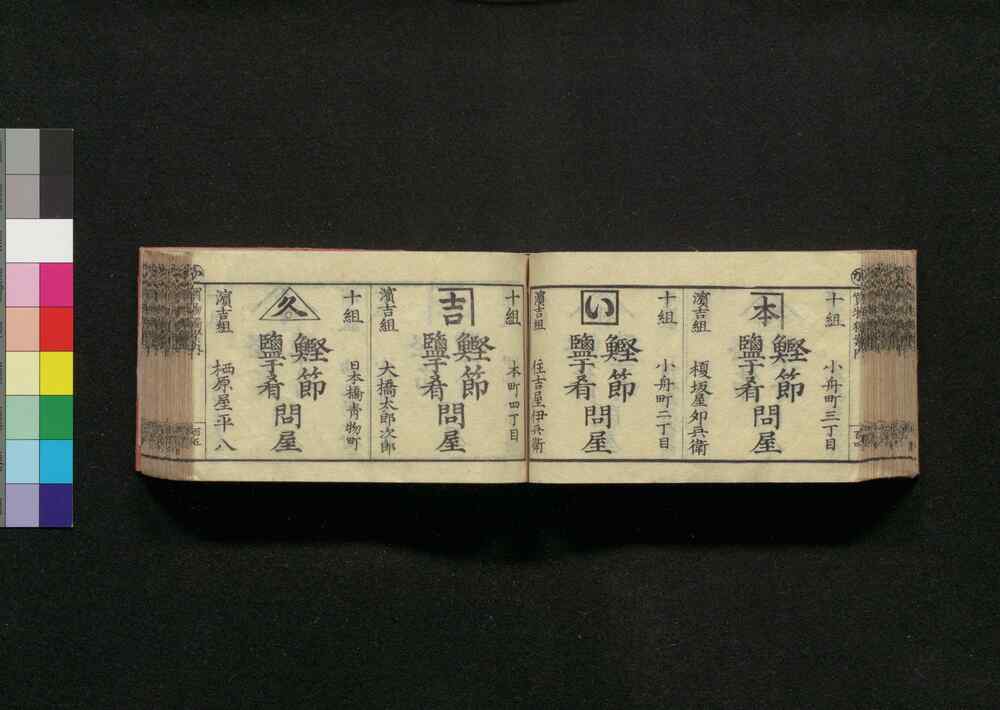 十組
小舟町三丁目
本
鰹節
鹽干肴
問屋
濵吉組
榎坂屋卯兵衛
十組
小舟町二丁目
い
鰹節
鹽干肴
問屋
濵吉組
住吉屋伊兵衛
十組
本町四丁目
吉
鰹節
鹽干肴
問屋
濵吉組
大橋太郎次郎
十組
日本橋青物町
久
鰹節
鹽干肴
問屋
濵吉組
栖原屋平八